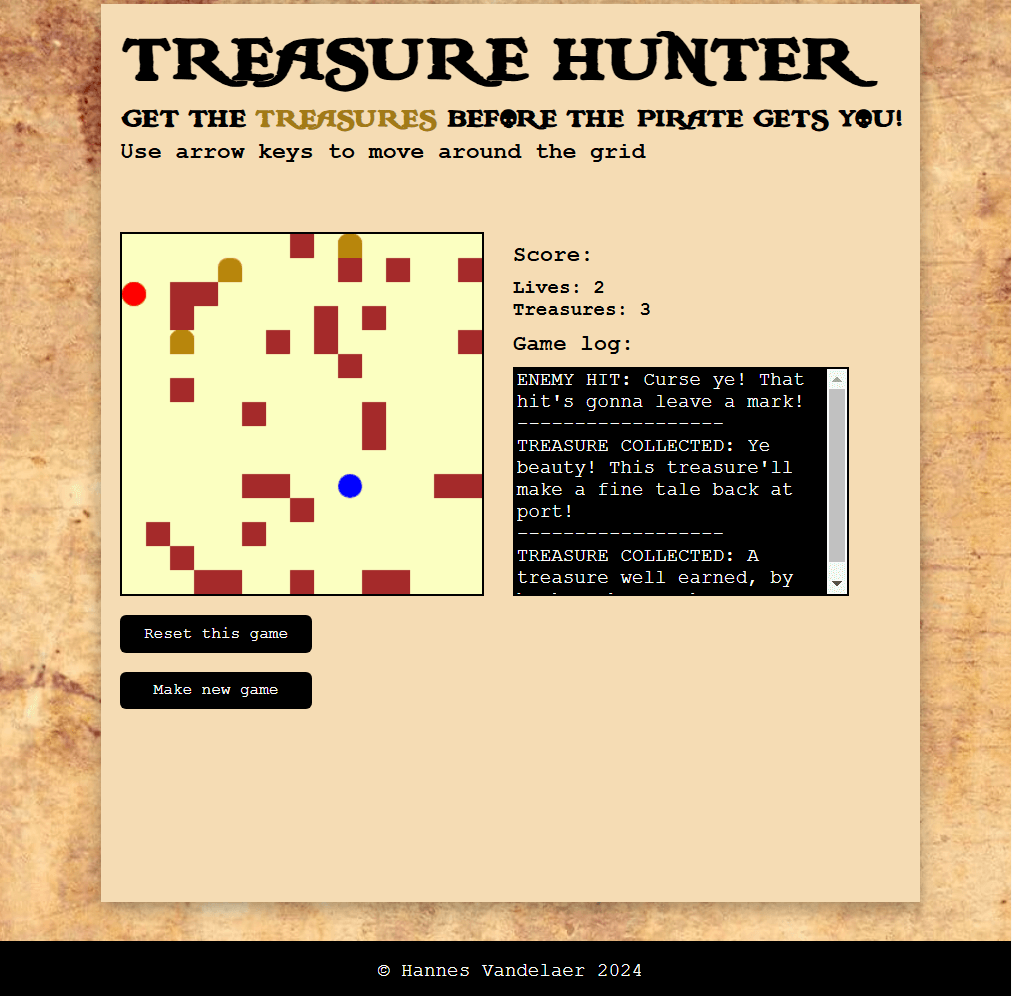 TREASURE HUNTER
GET THE TREASURES BEFORE THE PIRATE GETS YOU!
Use arrow keys to move around the grid
Score:
Lives: 2
Treasures: 3
Game log:
ENEMY HIT: Curse ye! That
hit's gonna leave a mark!
------------------
TREASURE COLLECTED: Ye
beauty! This treasure'll
make a fine tale back at
port!
------------------
TREASURE COLLECTED: A
treasure well earned, by
Reset this game
Make new game
© Hannes Vandelaer 2024